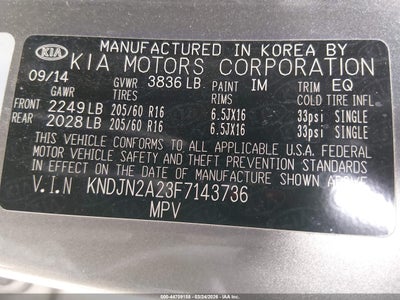 MANUFACTURED IN KOREA BY
KIA KIA MOTORS CORPORATION
09/14 GVWR 3836 LB PAINT IM TRIM EQ
GAWR TIRES RIMS COLD TIRE INFL.
FRONT 2249 LB 205/60 R16 6.5JX16 33psi SINGLE
REAR 2028 LB 205/60 R16 6.5JX16 33psi SINGLE
THIS VEHICLE CONFORMS TO ALL APPLICABLE U.S.A. FEDERAL
MOTOR VEHICLE SAFETY AND THEFT PREVENTION STANDARDS
IN EFFECT ON THE DATE OF MANUFACTURE SHOWN ABOVE.
V.I.N KNDJN2A23F7143736
MPV